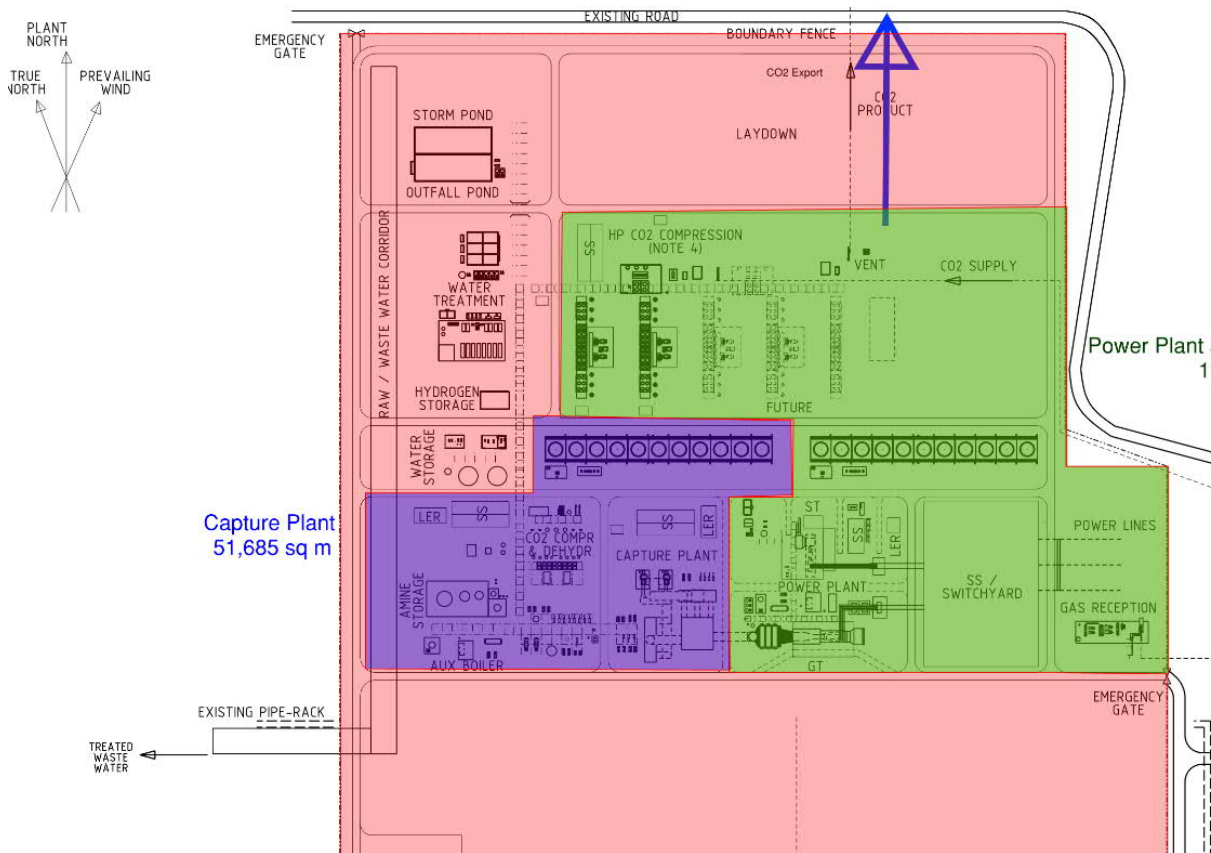 PLANT
NORTH
TRUE
NORTH
PREVAILING
WIND
EMERGENCY
GATE
EXISTING ROAD
BOUNDARY FENCE
CO2 Export
CO2
PRODUCT
LAYDOWN
STORM POND
OUTFALL POND
RAW / WASTE WATER CORRIDOR
SS
HP CO2 COMPRESSION
(NOTE 4)
VENT
CO2 SUPPLY
WATER
TREATMENT
HYDROGEN
STORAGE
FUTURE
Power Plant
1
WATER
STORAGE
Capture Plant
51,685 sq m
LER
SS
CO2 COMPR
& DEHYDR
SS
LER
CAPTURE PLANT
ST
SS
LER
POWER LINES
POWER PLANT
SS /
SWITCHYARD
AMINE
STORAGE
GAS RECEPTION
AUX BOILER
GT
EMERGENCY
GATE
EXISTING PIPE-RACK
TREATED
WASTE
WATER